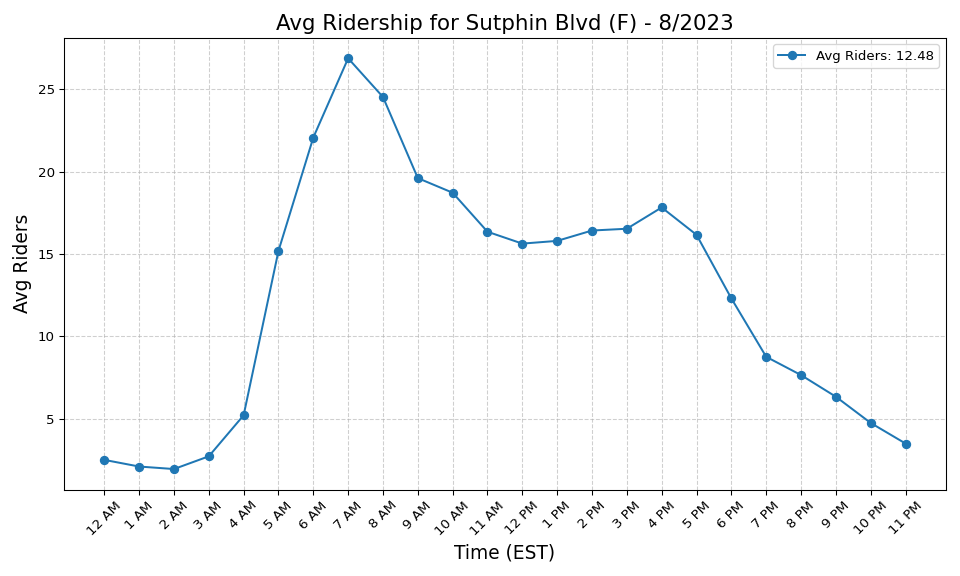 Avg Ridership for Sutphin Blvd (F) - 8/2023
Avg Riders: 12.48
Avg Riders
25
20
15
10
5
12 AM
1 AM
2 AM
3 AM
4 AM
5 AM
6 AM
7 AM
8 AM
9 AM
10 AM
11 AM
12 PM
1 PM
2 PM
3 PM
4 PM
5 PM
6 PM
7 PM
8 PM
9 PM
10 PM
11 PM
Time (EST)